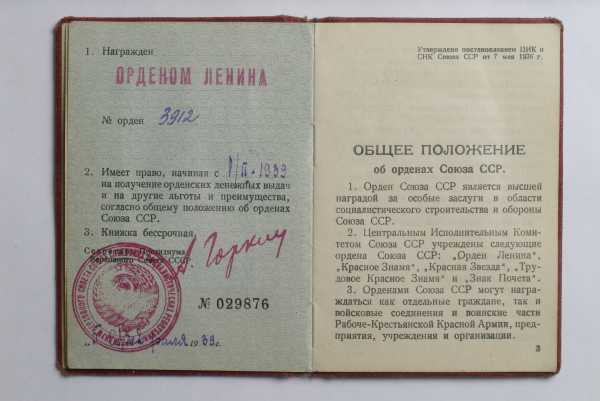 1. Награжден
ОРДЕНОМ ЛЕНИНА
№ орден 3912
2. Имеет право, начиная с 1/II-1939
на получение орденских денежных выдач
и на другие льготы и преимущества,
согласно общему положению об орденах
Союза ССР.
3. Книжка бессрочная.
Секретарь Президиума
Верховного Совета СССР
А. Горкин
№ 029876
1939 г.
Утверждено постановлением ЦИК и
СНК Союза ССР от 7 мая 1936 г.
ОБЩЕЕ ПОЛОЖЕНИЕ
об орденах Союза ССР.
1. Орден Союза ССР является высшей
наградой за особые заслуги в области
социалистического строительства и обороны
Союза ССР.
2. Центральным Исполнительным Коми-
тетом Союза ССР учреждены следующие
ордена Союза ССР: „Орден Ленина“,
„Красное Знамя“, „Красная Звезда“, „Тру-
довое Красное Знамя“ и „Знак Почета“.
3. Орденами Союза ССР могут награ-
ждаться как отдельные граждане, так и
войсковые соединения и воинские части
Рабоче-Крестьянской Красной Армии, пред-
приятия, учреждения и организации.
3